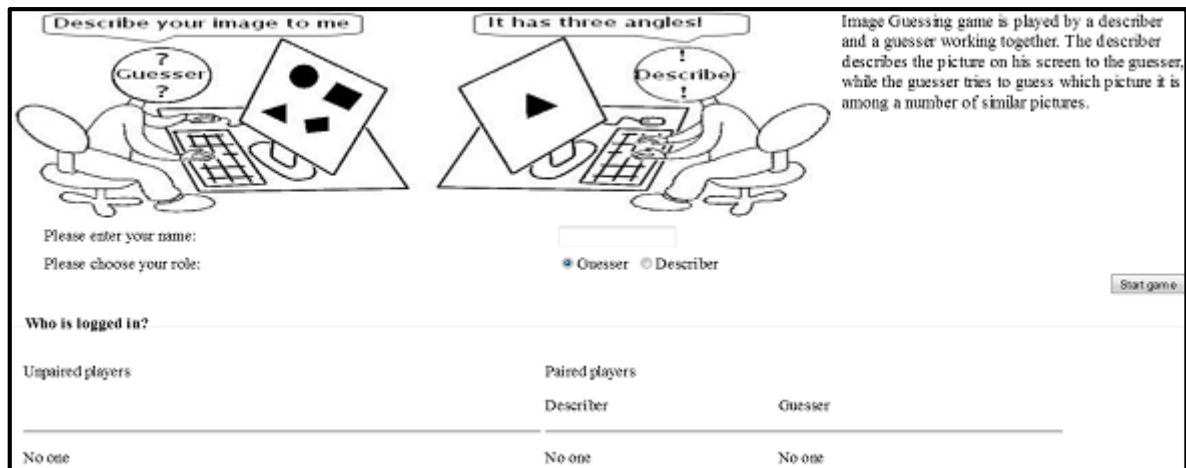 Describe your image to me
It has three angles!
?
Guesser
?
!
Describer
!
Image Guessing game is played by a describer
and a guesser working together. The describer
describes the picture on his screen to the guesser,
while the guesser tries to guess which picture it is
among a number of similar pictures.
Please enter your name:
Please choose your role:
Guesser Describer
Start game
Who is logged in?
Unpaired players
Paired players
Describer Guesser
No one No one No one